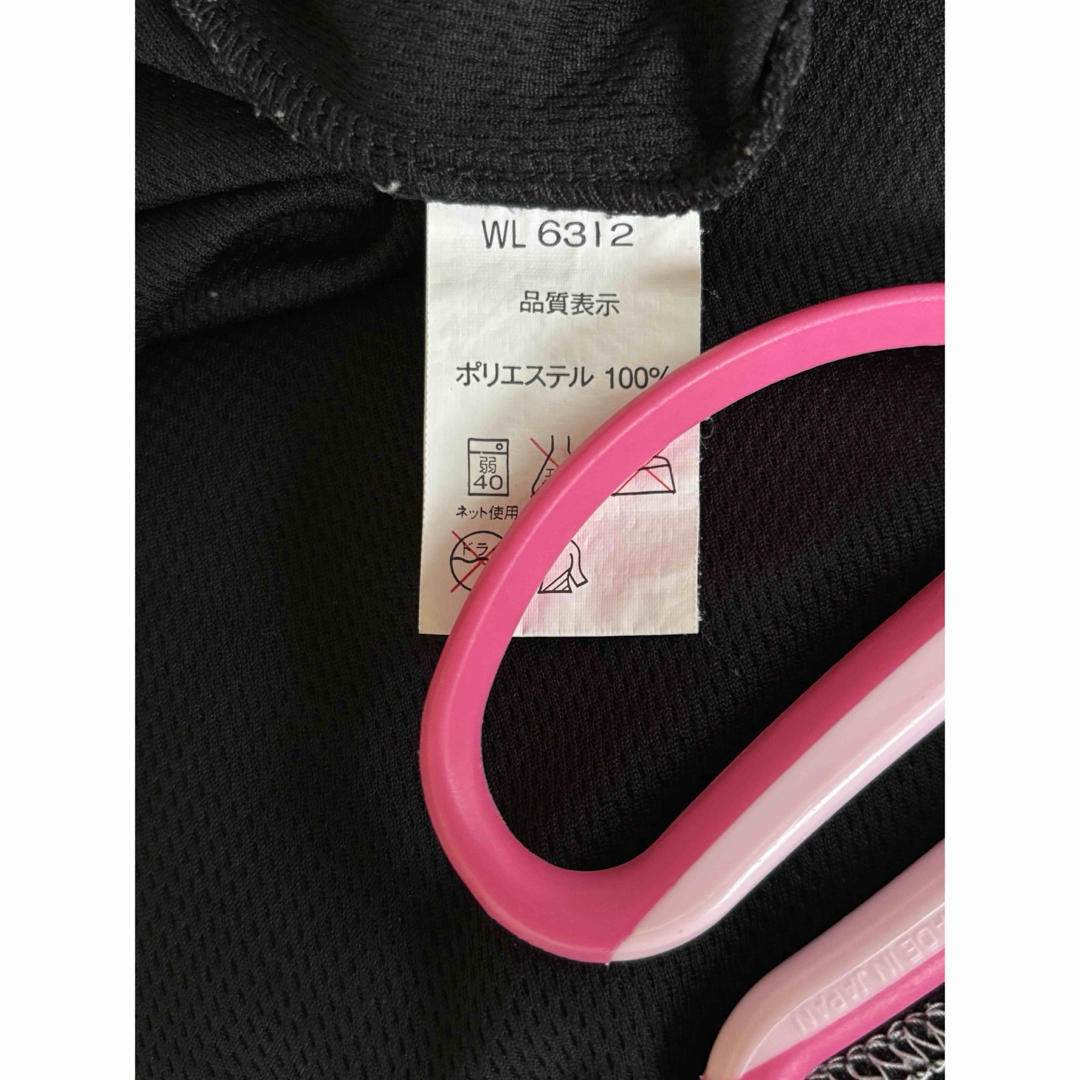 WL 6312
品質表示
ポリエステル 100%
弱
40
ネット使用
ドラ
MADE IN JAPAN